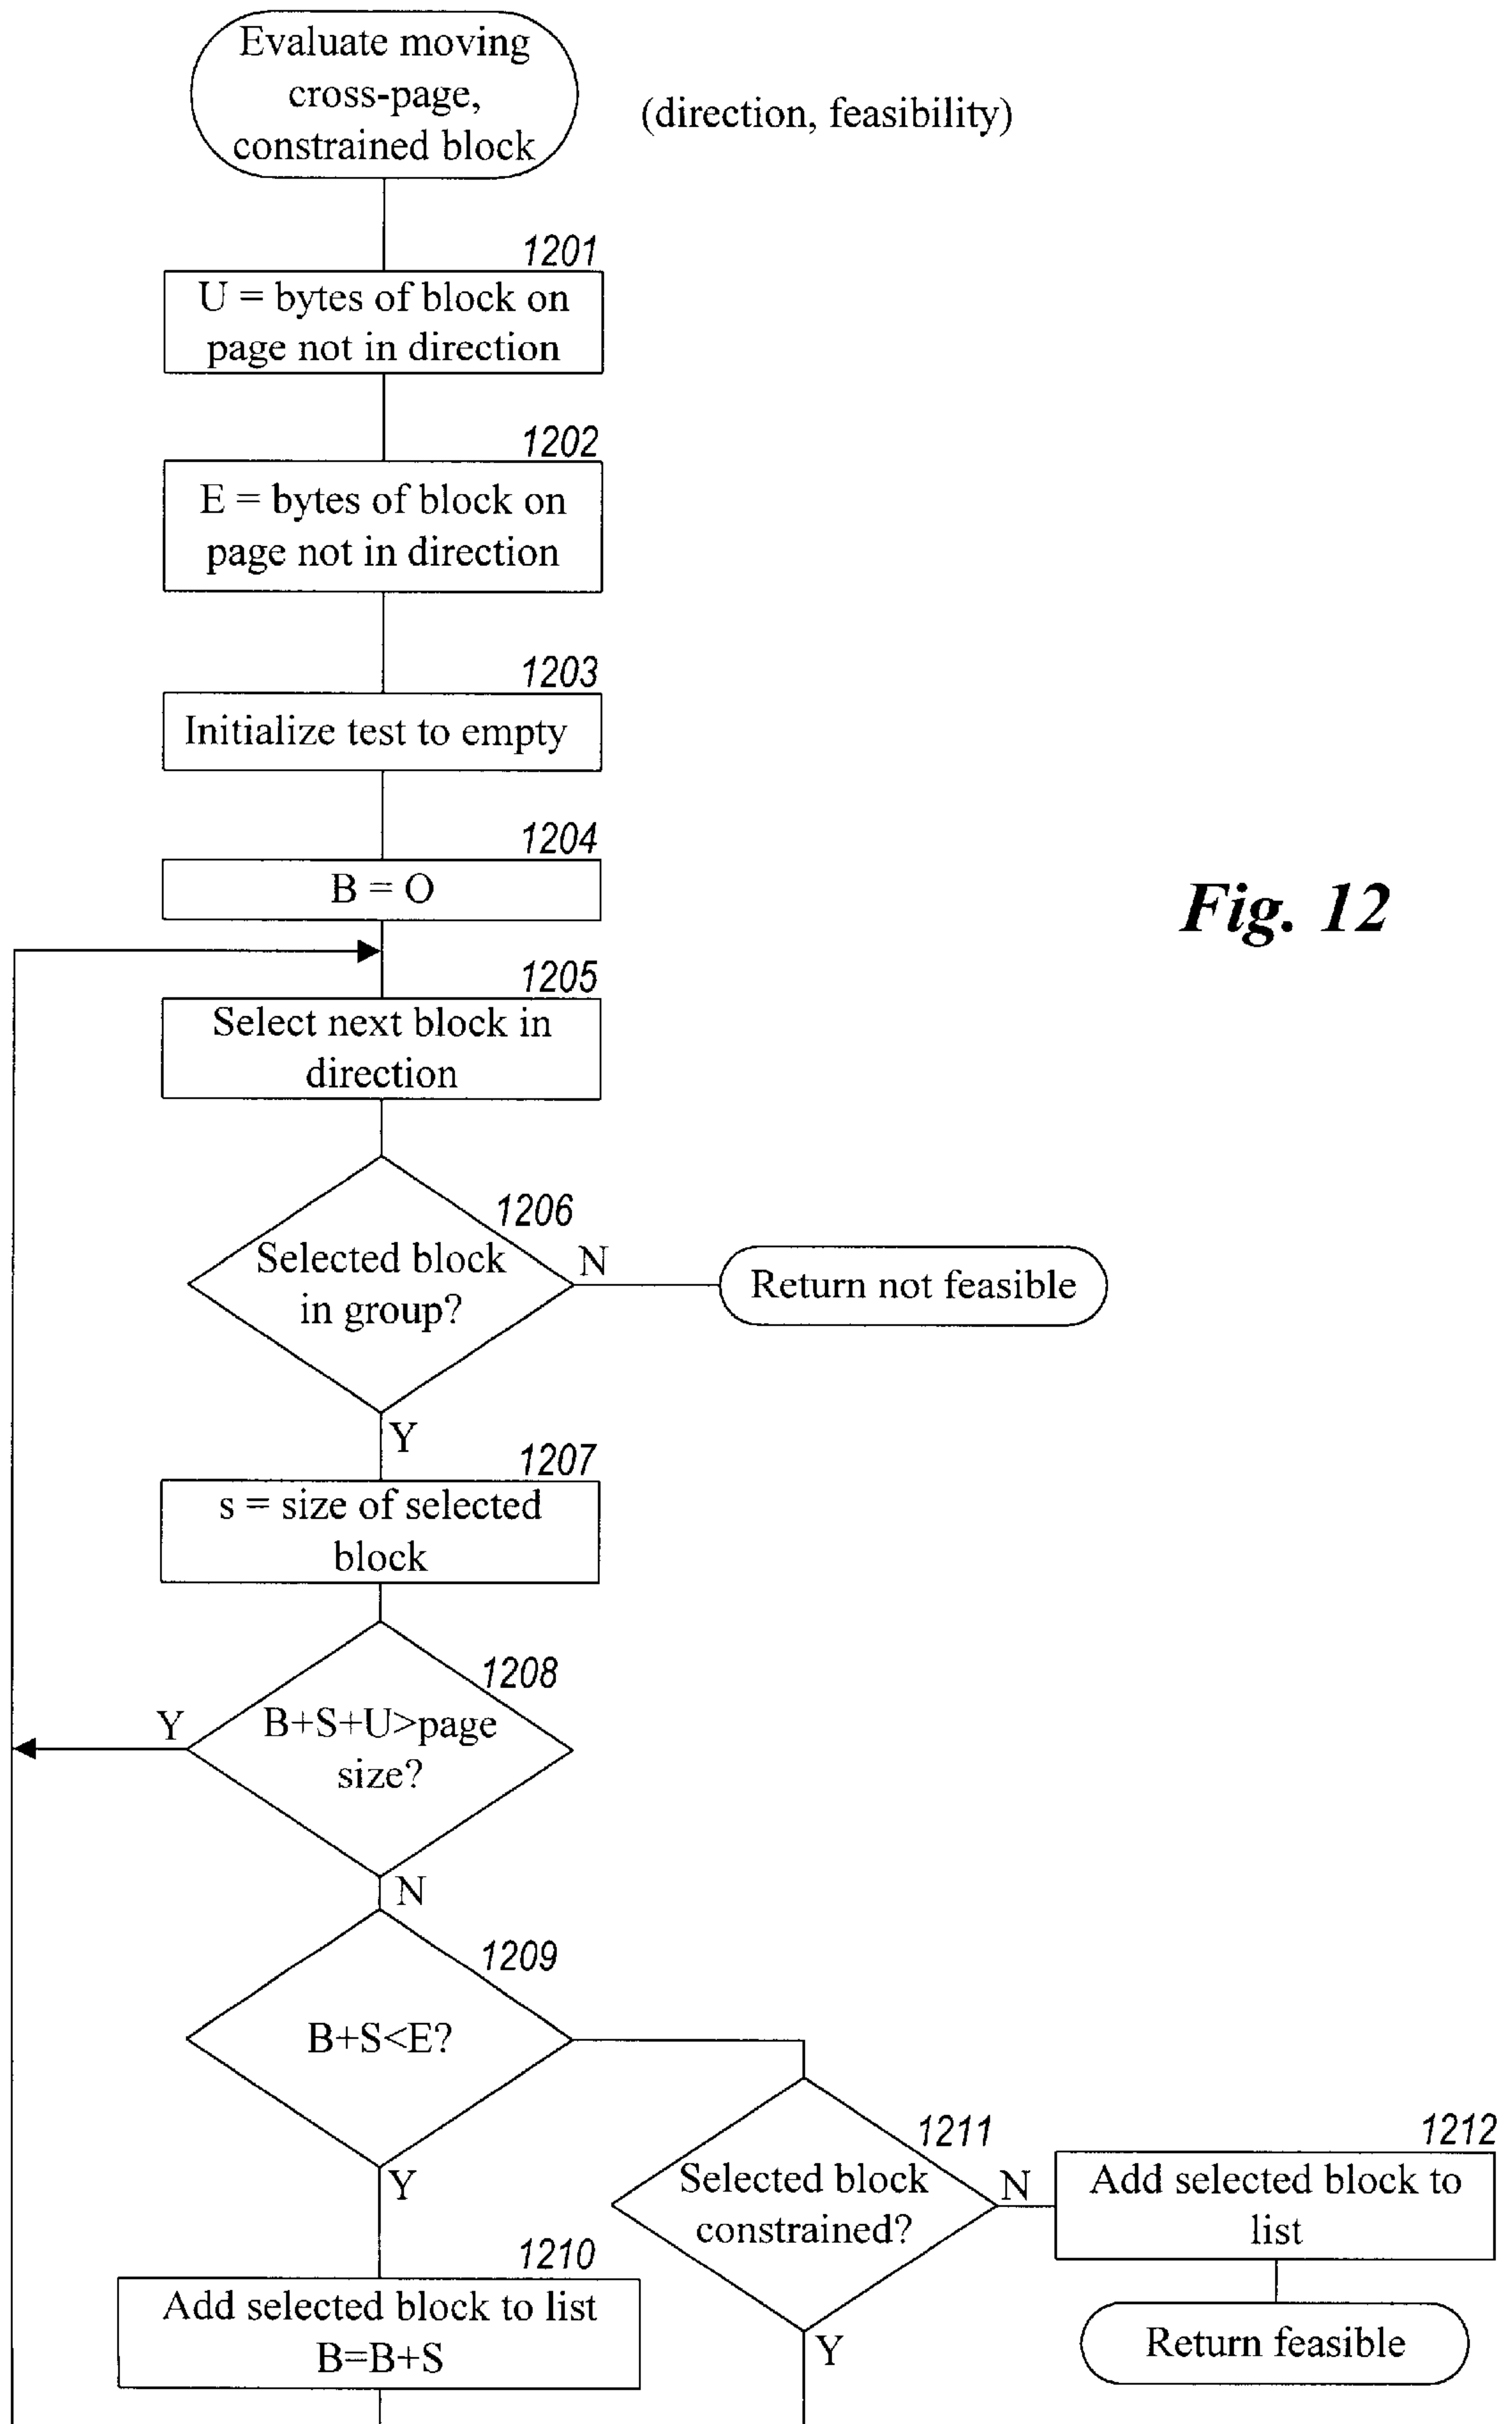 Evaluate moving
cross-page,
constrained block
(direction, feasibility)
1201
U = bytes of block on
page not in direction
1202
E = bytes of block on
page not in direction
1203
Initialize test to empty
1204
B = O
Fig. 12
1205
Select next block in
direction
1206
Selected block
in group?
N
Return not feasible
Y
1207
s = size of selected
block
1208
B+S+U>page
size?
Y
N
1209
B+S<E?
Y
1211
Selected block
constrained?
N
1212
Add selected block to
list
1210
Add selected block to list
B=B+S
Y
Return feasible